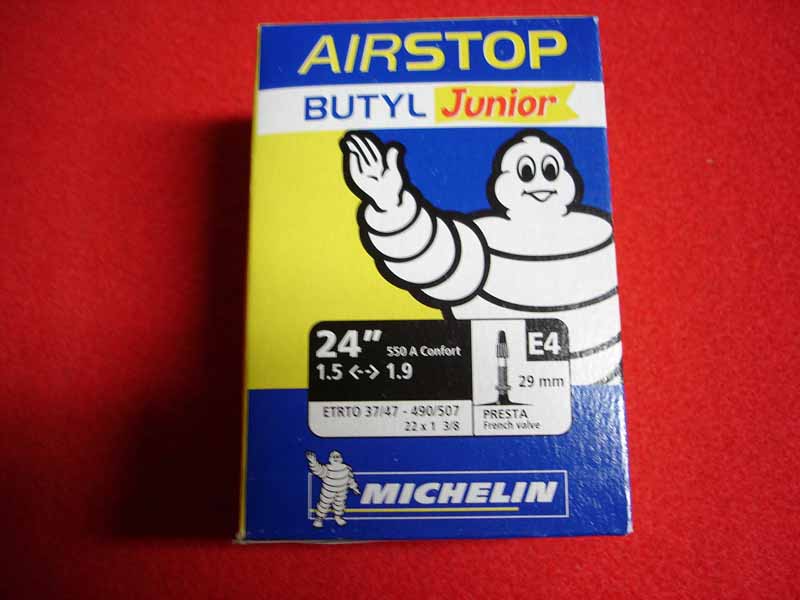 AIRSTOP
BUTYL Junior
24" 550 A Confort
1.5 <-> 1.9
ETRTO 37/47 - 490/507
22 x 1 3/8
E4
29 mm
PRESTA
French valve
MICHELIN